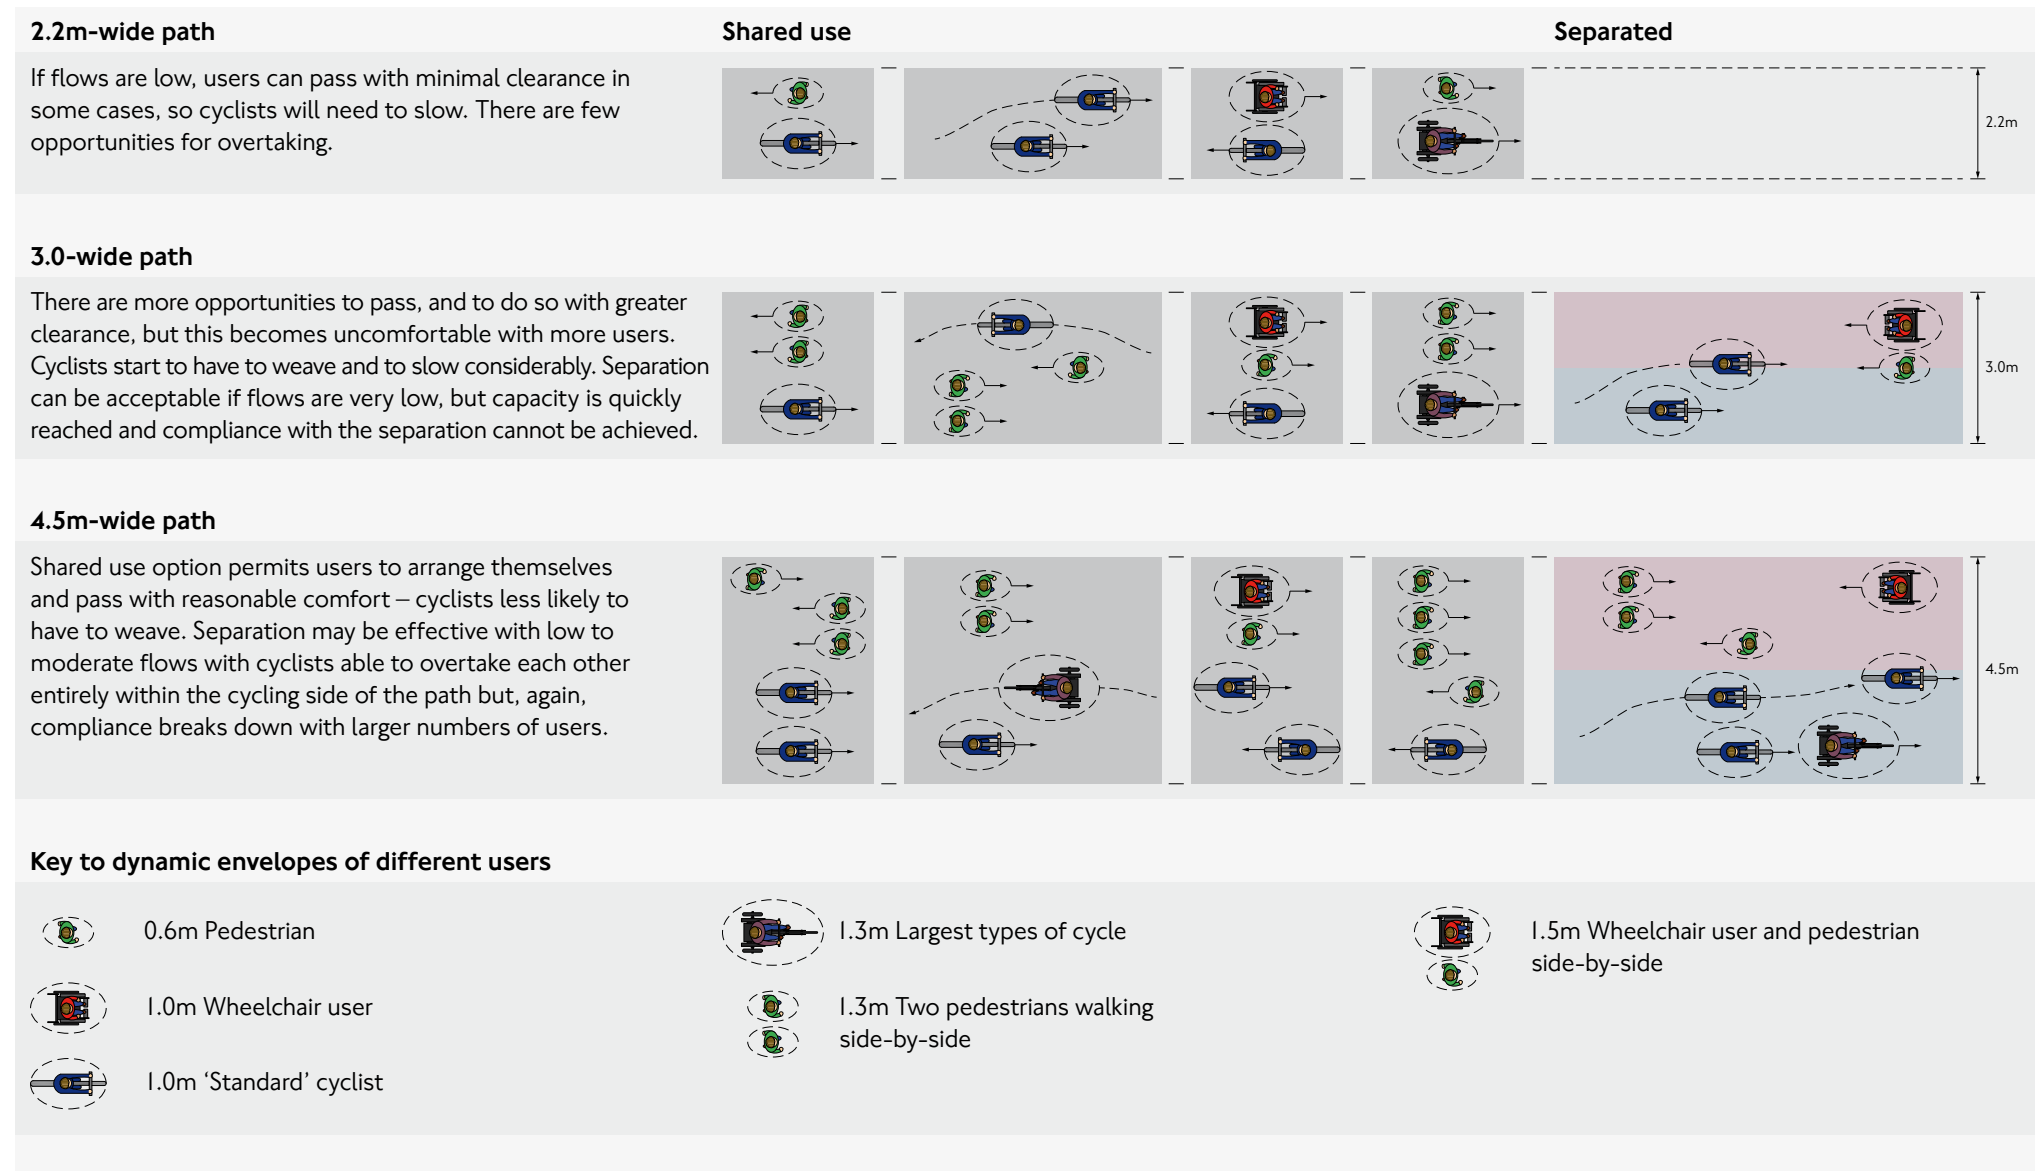 2.2m-wide path
Shared use
Separated
If flows are low, users can pass with minimal clearance in
some cases, so cyclists will need to slow. There are few
opportunities for overtaking.
2.2m
3.0-wide path
There are more opportunities to pass, and to do so with greater
clearance, but this becomes uncomfortable with more users.
Cyclists start to have to weave and to slow considerably. Separation
can be acceptable if flows are very low, but capacity is quickly
reached and compliance with the separation cannot be achieved.
3.0m
4.5m-wide path
Shared use option permits users to arrange themselves
and pass with reasonable comfort – cyclists less likely to
have to weave. Separation may be effective with low to
moderate flows with cyclists able to overtake each other
entirely within the cycling side of the path but, again,
compliance breaks down with larger numbers of users.
4.5m
Key to dynamic envelopes of different users
0.6m Pedestrian
1.0m Wheelchair user
1.0m ‘Standard’ cyclist
1.3m Largest types of cycle
1.3m Two pedestrians walking
side-by-side
1.5m Wheelchair user and pedestrian
side-by-side